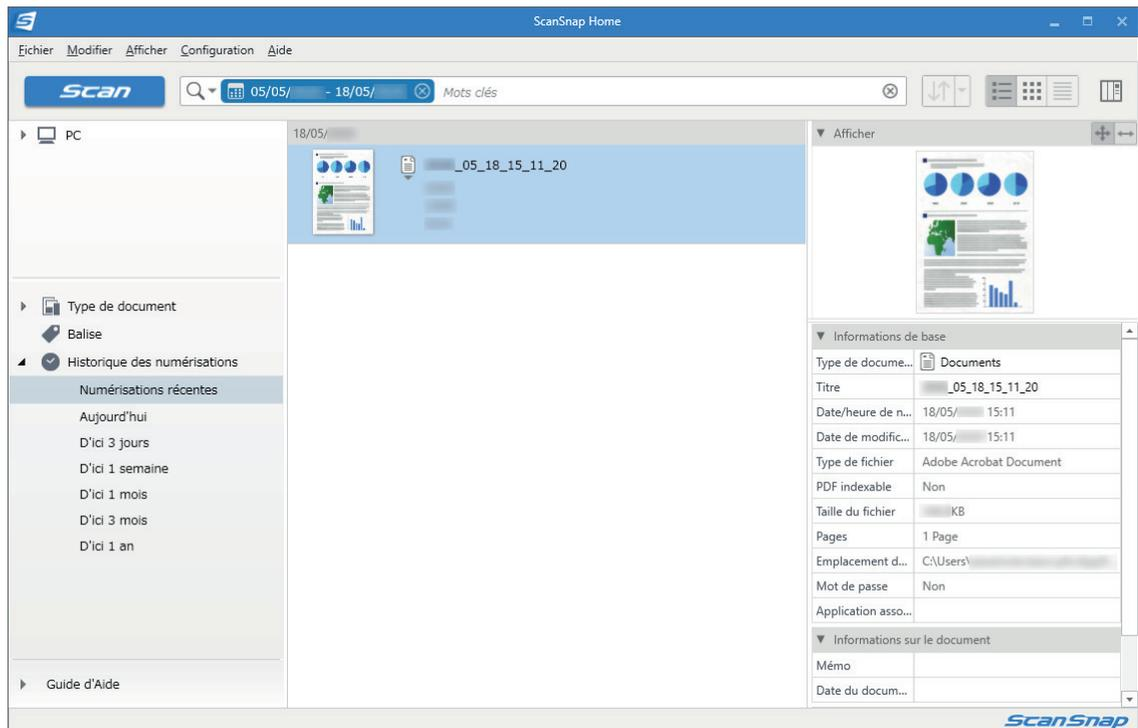 ScanSnap Home
Fichier Modifier Afficher Configuration Aide
Scan 05/05/ - 18/05/ Mots clés
PC
18/05/
_05_18_15_11_20
Type de document
Balise
Historique des numérisations
Numérisations récentes
Aujourd'hui
D'ici 3 jours
D'ici 1 semaine
D'ici 1 mois
D'ici 3 mois
D'ici 1 an
Guide d'Aide
Afficher
Informations de base
Type de docume... Documents
Titre _05_18_15_11_20
Date/heure de n... 18/05/ 15:11
Date de modific... 18/05/ 15:11
Type de fichier Adobe Acrobat Document
PDF indexable Non
Taille du fichier KB
Pages 1 Page
Emplacement d... C:\Users\
Mot de passe Non
Application asso...
Informations sur le document
Mémo
Date du docum...
ScanSnap